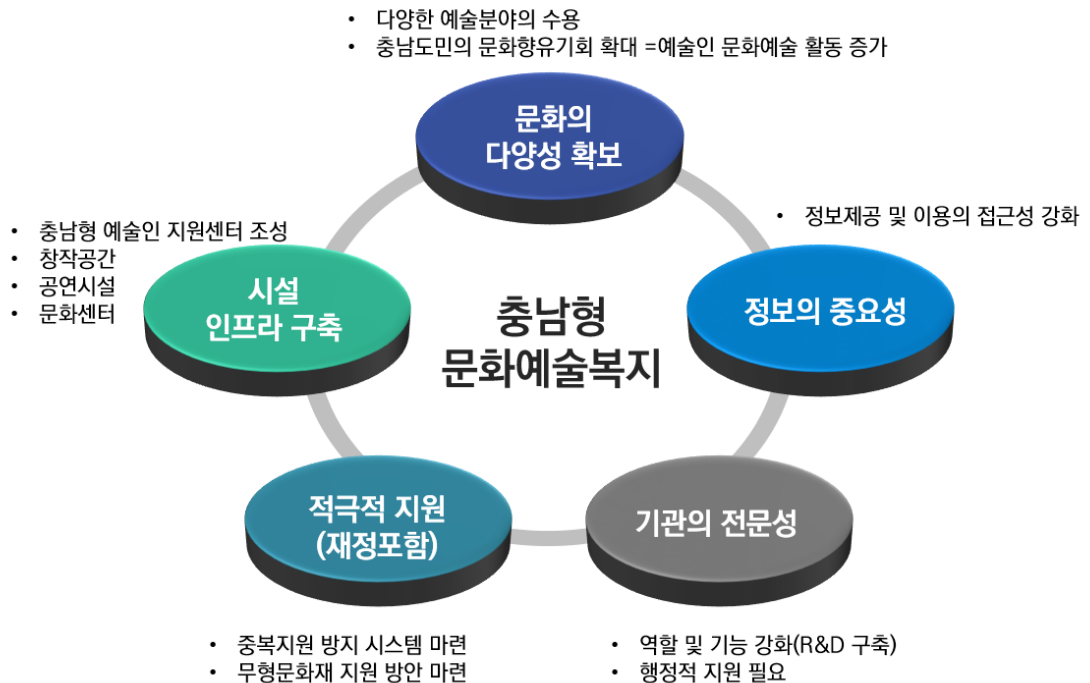 • 다양한 예술분야의 수용
• 충남도민의 문화향유기회 확대 =예술인 문화예술 활동 증가
문화의
다양성 확보
• 정보제공 및 이용의 접근성 강화
정보의 중요성
• 충남형 예술인 지원센터 조성
• 창작공간
• 공연시설
• 문화센터
시설
인프라 구축
충남형
문화예술복지
적극적 지원
(재정포함)
• 중복지원 방지 시스템 마련
• 무형문화재 지원 방안 마련
기관의 전문성
• 역할 및 기능 강화(R&D 구축)
• 행정적 지원 필요